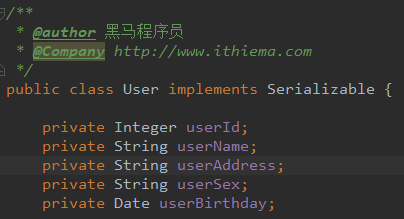 /**
 * @author 黑马程序员
 * @Company http://www.ithiema.com
 */
public class User implements Serializable {
    private Integer userId;
    private String userName;
    private String userAddress;
    private String userSex;
    private Date userBirthday;